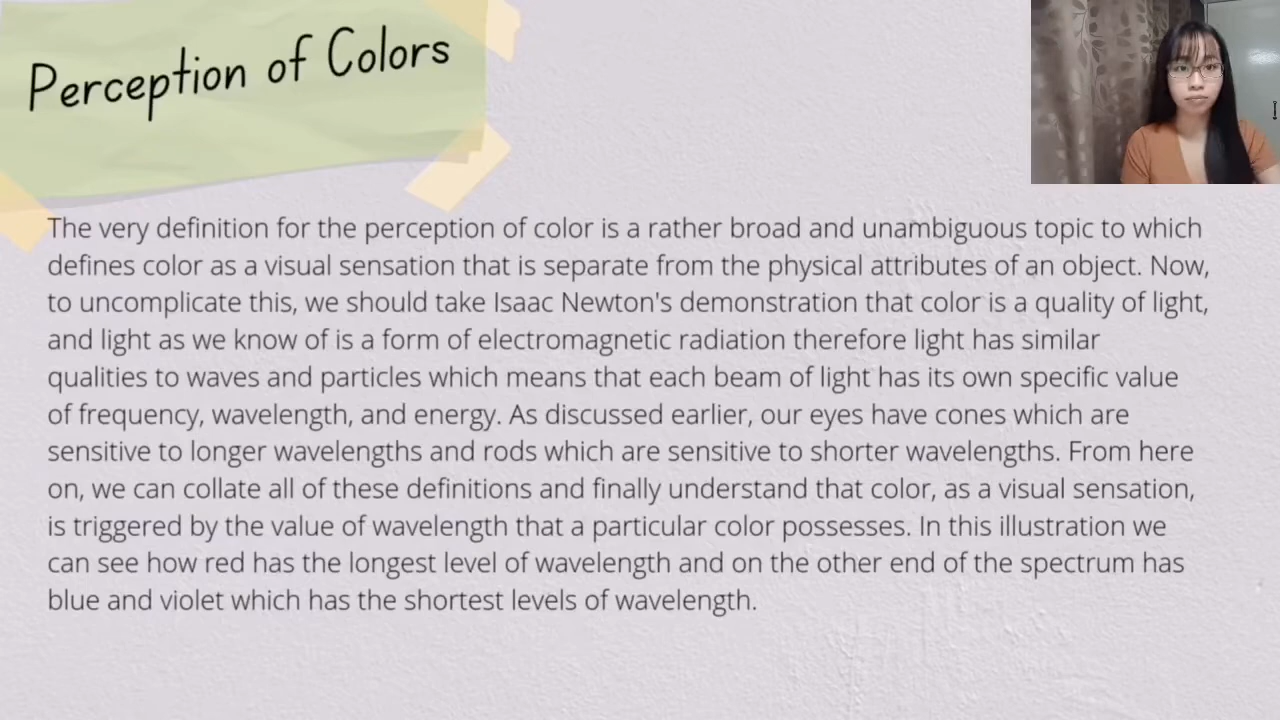 Perception of Colors
The very definition for the perception of color is a rather broad and unambiguous topic to which
defines color as a visual sensation that is separate from the physical attributes of an object. Now,
to uncomplicate this, we should take Isaac Newton's demonstration that color is a quality of light,
and light as we know of is a form of electromagnetic radiation therefore light has similar
qualities to waves and particles which means that each beam of light has its own specific value
of frequency, wavelength, and energy. As discussed earlier, our eyes have cones which are
sensitive to longer wavelengths and rods which are sensitive to shorter wavelengths. From here
on, we can collate all of these definitions and finally understand that color, as a visual sensation,
is triggered by the value of wavelength that a particular color possesses. In this illustration we
can see how red has the longest level of wavelength and on the other end of the spectrum has
blue and violet which has the shortest levels of wavelength.